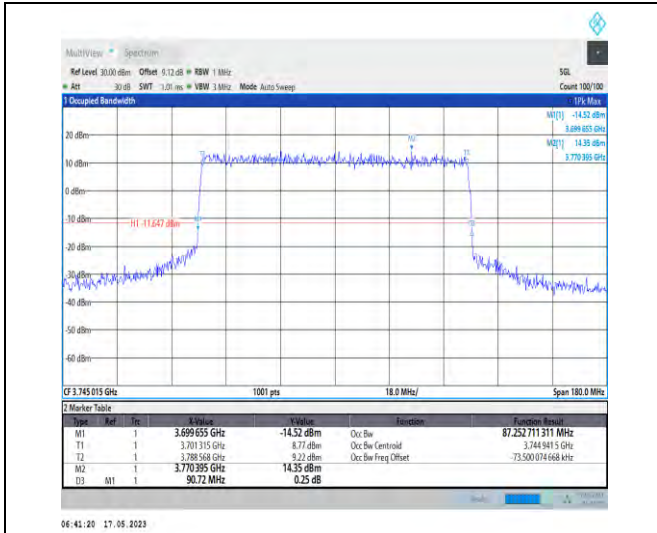 MultiView Spectrum
Ref Level 30.00 dBm Offset 9.12 dB RBW 1 MHz SGL
Att 30 dB SWT 1.01 ms VBW 3 MHz Mode Auto Sweep Count 100/100
1 Occupied Bandwidth 1Pk Max
M1[1] -14.52 dBm
3.699 655 GHz
M2[1] 14.35 dBm
3.770 395 GHz
20 dBm
10 dBm
0 dBm
-10 dBm
H1 -11.647 dBm
-20 dBm
-30 dBm
-40 dBm
-50 dBm
-60 dBm
T1
M2
CF 3.745 015 GHz 1001 pts 18.0 MHz/ Span 180.0 MHz
2 Marker Table
Type Ref Trc X-Value Y-Value Function Function Result
M1 1 3.699 655 GHz -14.52 dBm Occ Bw 87.252 711 311 MHz
T1 1 3.701 315 GHz 8.77 dBm Occ Bw Centroid 3.744 941 5 GHz
T2 1 3.788 568 GHz 9.22 dBm Occ Bw Freq Offset -73.500 074 668 kHz
M2 1 3.770 395 GHz 14.35 dBm
D3 M1 1 90.72 MHz 0.25 dB
06:41:20 17.05.2023